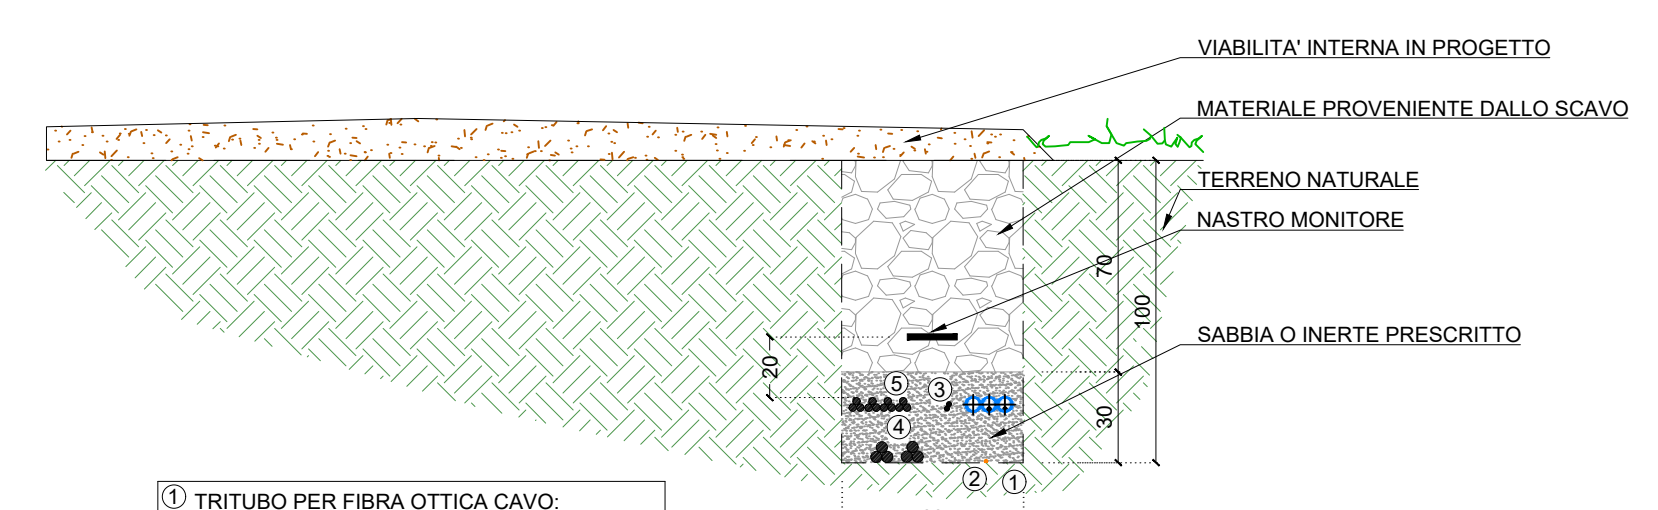 VIABILITA' INTERNA IN PROGETTO
MATERIALE PROVENIENTE DALLO SCAVO
TERRENO NATURALE
NASTRO MONITORE
70
100
SABBIA O INERTE PRESCRITTO
20
5
3
30
4
2
1
1 TRITUBO PER FIBRA OTTICA CAVO: